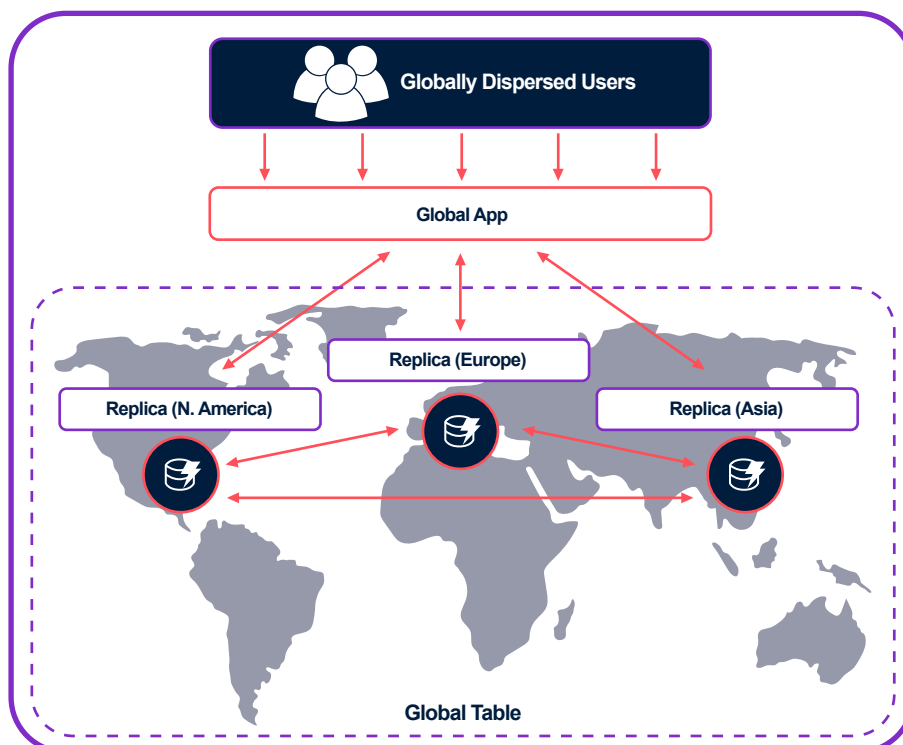 Globally Dispersed Users
Global App
Replica (Europe)
Replica (N. America)
Replica (Asia)
Global Table